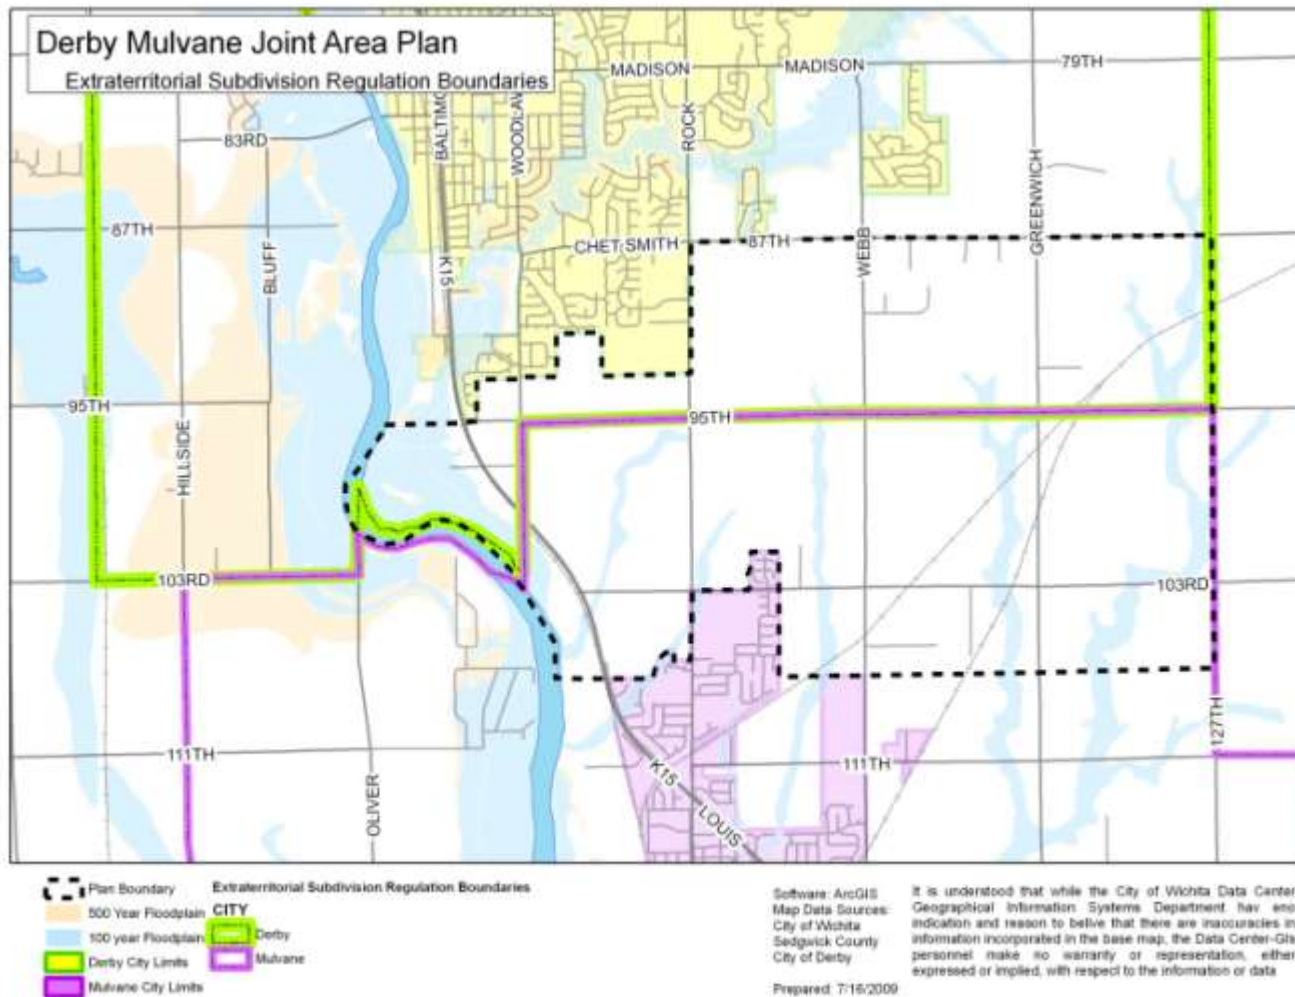 Derby Mulvane Joint Area Plan
Extraterritorial Subdivision Regulation Boundaries
MADISON
MADISON
79TH
83RD
BALTIMO
WOODLAW
ROCK
87TH
BLUFF
K15
CHET SMITH
87TH
WEBB
GREENWICH
95TH
HILLSIDE
95TH
103RD
103RD
111TH
OLIVER
K15
LOUIS
111TH
127TH
Plan Boundary
500 Year Floodplain
100 year Floodplain
Derby City Limits
Mulvane City Limits
Extraterritorial Subdivision Regulation Boundaries
CITY
Derby
Mulvane
Software: ArcGIS
Map Data Sources:
City of Wichita
Sedgwick County
City of Derby
Prepared: 7/16/2009
It is understood that while the City of Wichita Data Center
Geographical Information Systems Department hav eno
indication and reason to belive that there are inaccuracies in
information incorporated in the base map, the Data Center-GIs
personnel make no warranty or representation, either
expressed or implied, with respect to the information or data